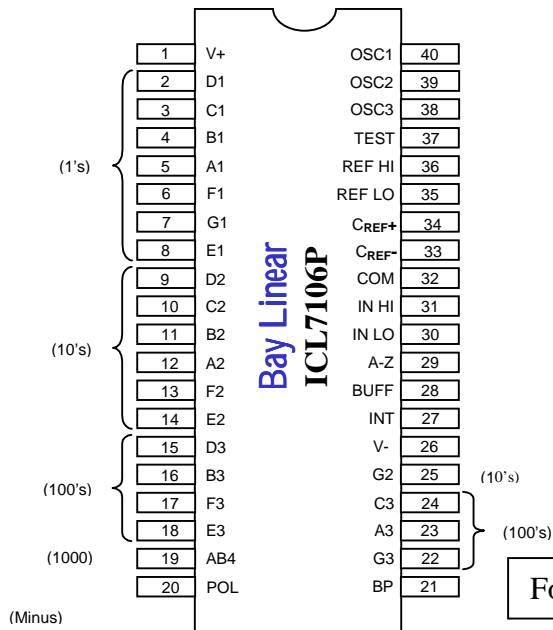 1 V+ OSC1 40
2 D1 OSC2 39
3 C1 OSC3 38
4 B1 TEST 37
(1's) 5 A1 REF HI 36
6 F1 REF LO 35
7 G1 CREF+ 34
8 E1 CREF- 33
9 D2 COM 32
10 C2 IN HI 31
(10's) 11 B2 IN LO 30
12 A2 A-Z 29
13 F2 BUFF 28
14 E2 INT 27
15 D3 V- 26
16 B3 G2 25 (10's)
(100's) 17 F3 C3 24
18 E3 A3 23 (100's)
(1000) 19 AB4 G3 22
20 POL BP 21
(Minus)
Bay Linear
ICL7106P